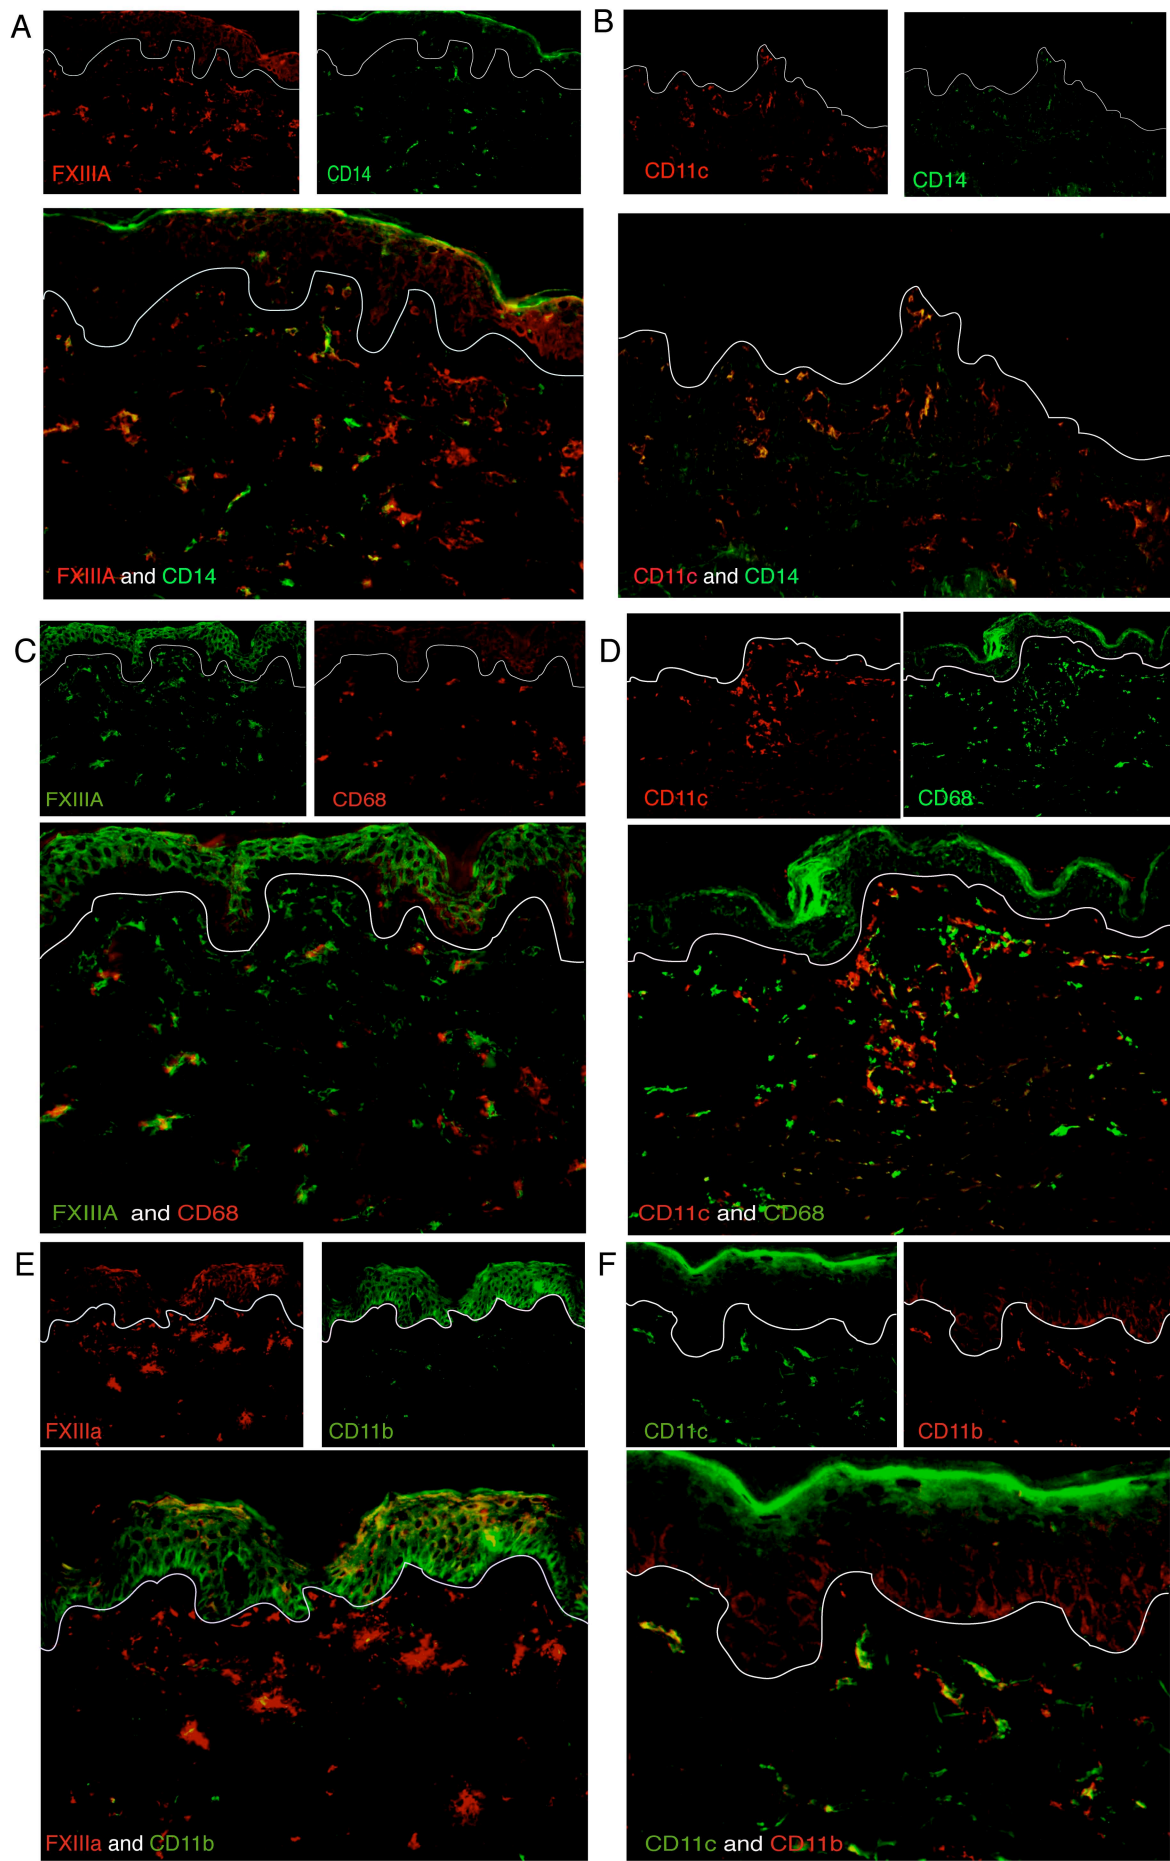 A
FXIIIA
CD14
FXIIIA and CD14
B
CD11c
CD14
CD11c and CD14
C
FXIIIA
CD68
FXIIIA and CD68
D
CD11c
CD68
CD11c and CD68
E
FXIIIa
CD11b
FXIIIa and CD11b
F
CD11c
CD11b
CD11c and CD11b